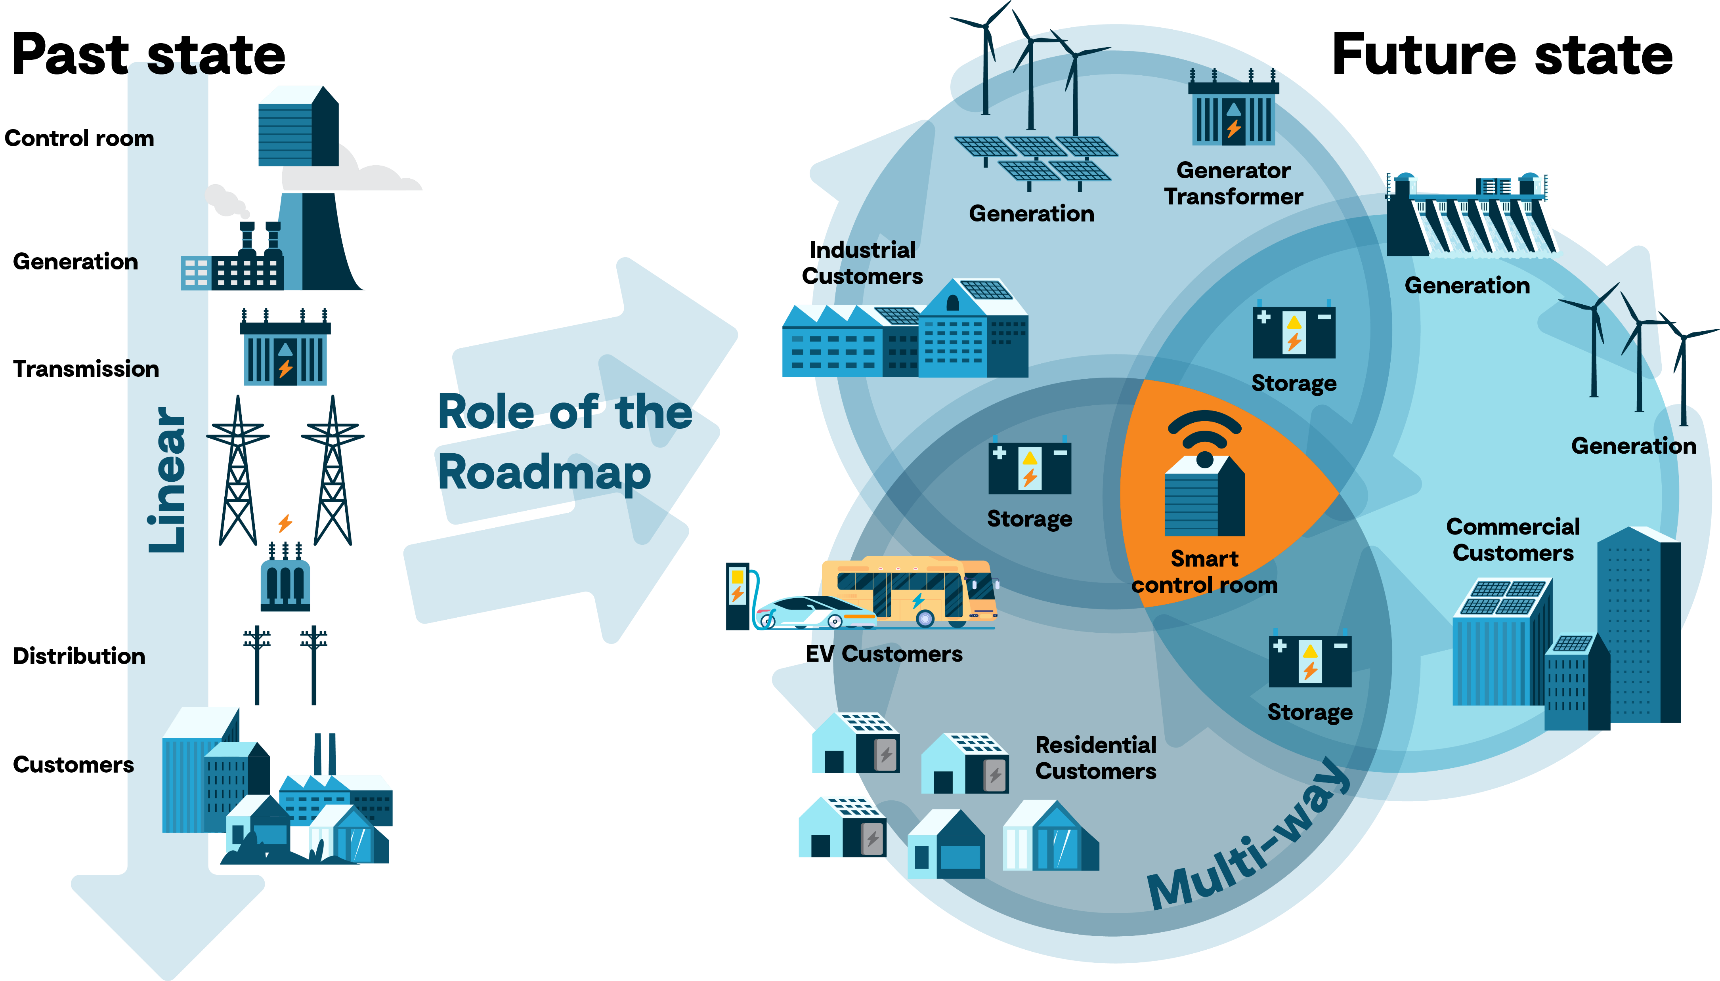 Past state
Control room
Generation
Transmission
Linear
Distribution
Customers
Role of the
Roadmap
Future state
Generation
Generator
Transformer
Generation
Generation
Industrial
Customers
Storage
Storage
Smart
control room
Commercial
Customers
EV Customers
Storage
Residential
Customers
Multi-way